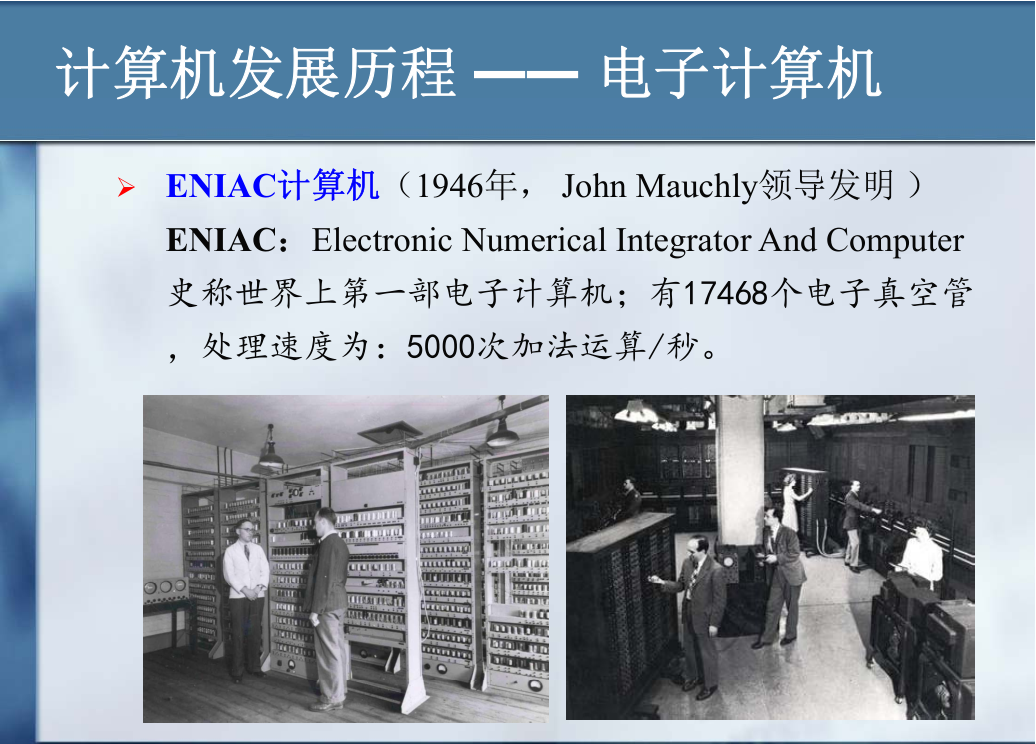 计算机发展历程 —— 电子计算机
ENIAC计算机（1946年， John Mauchly领导发明 ）
ENIAC：Electronic Numerical Integrator And Computer
史称世界上第一部电子计算机；有17468个电子真空管
，处理速度为：5000次加法运算/秒。